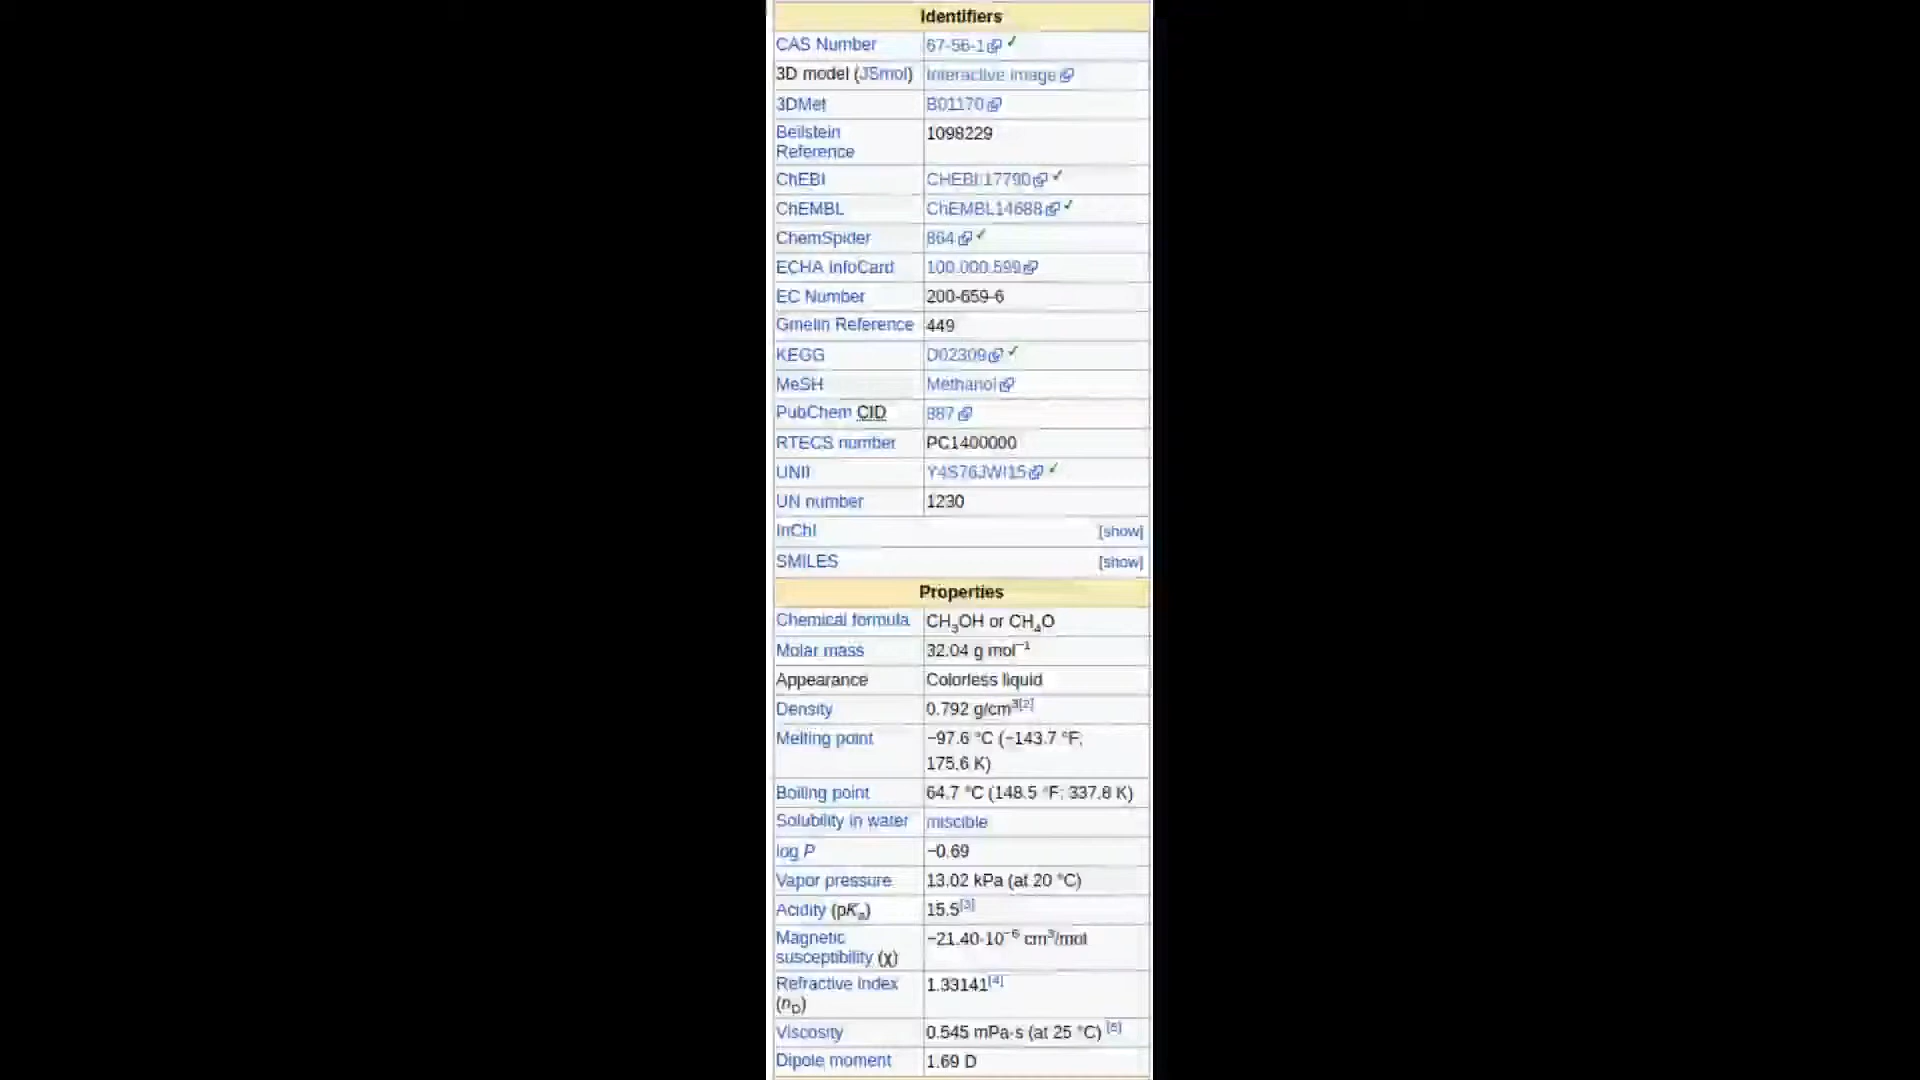 Identifiers
CAS Number 67-56-1 ✓
3D model (JSmol) Interactive image
3DMet B01170
Beilstein
Reference 1098229
ChEBI CHEBI:17790 ✓
ChEMBL ChEMBL14688 ✓
ChemSpider 864 ✓
ECHA InfoCard 100.000.599
EC Number 200-659-6
Gmelin Reference 449
KEGG D02309 ✓
MeSH Methanol
PubChem CID 887
RTECS number PC1400000
UNII Y4S76JWI15 ✓
UN number 1230
InChI [show]
SMILES [show]
Properties
Chemical formula CH₃OH or CH₄O
Molar mass 32.04 g mol⁻¹
Appearance Colorless liquid
Density 0.792 g/cm³[2]
Melting point −97.6 °C (−143.7 °F;
175.6 K)
Boiling point 64.7 °C (148.5 °F; 337.8 K)
Solubility in water miscible
log P −0.69
Vapor pressure 13.02 kPa (at 20 °C)
Acidity (pKₐ) 15.5[3]
Magnetic
susceptibility (χ) −21.40·10⁻⁶ cm³/mol
Refractive index
(n_D) 1.33141[4]
Viscosity 0.545 mPa·s (at 25 °C) [5]
Dipole moment 1.69 D